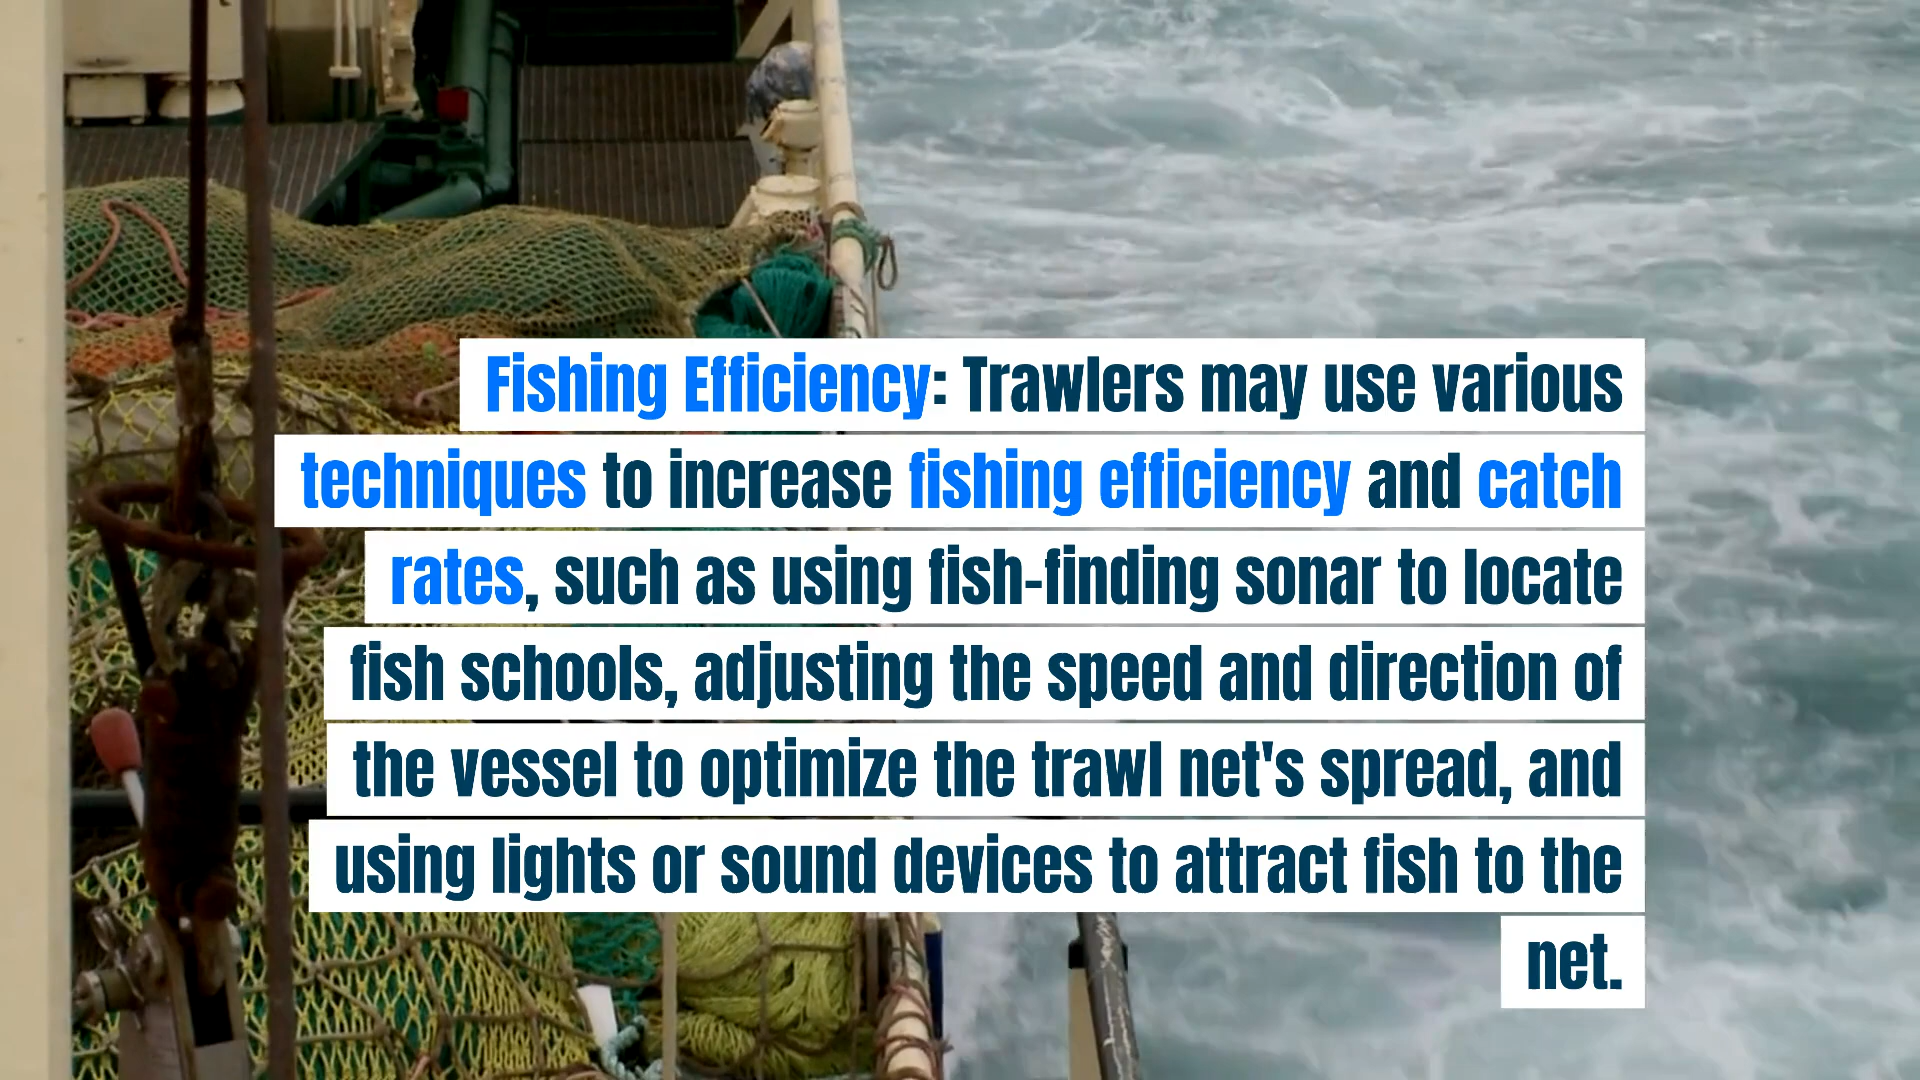 Fishing Efficiency: Trawlers may use various
techniques to increase fishing efficiency and catch
rates, such as using fish-finding sonar to locate
fish schools, adjusting the speed and direction of
the vessel to optimize the trawl net's spread, and
using lights or sound devices to attract fish to the
net.